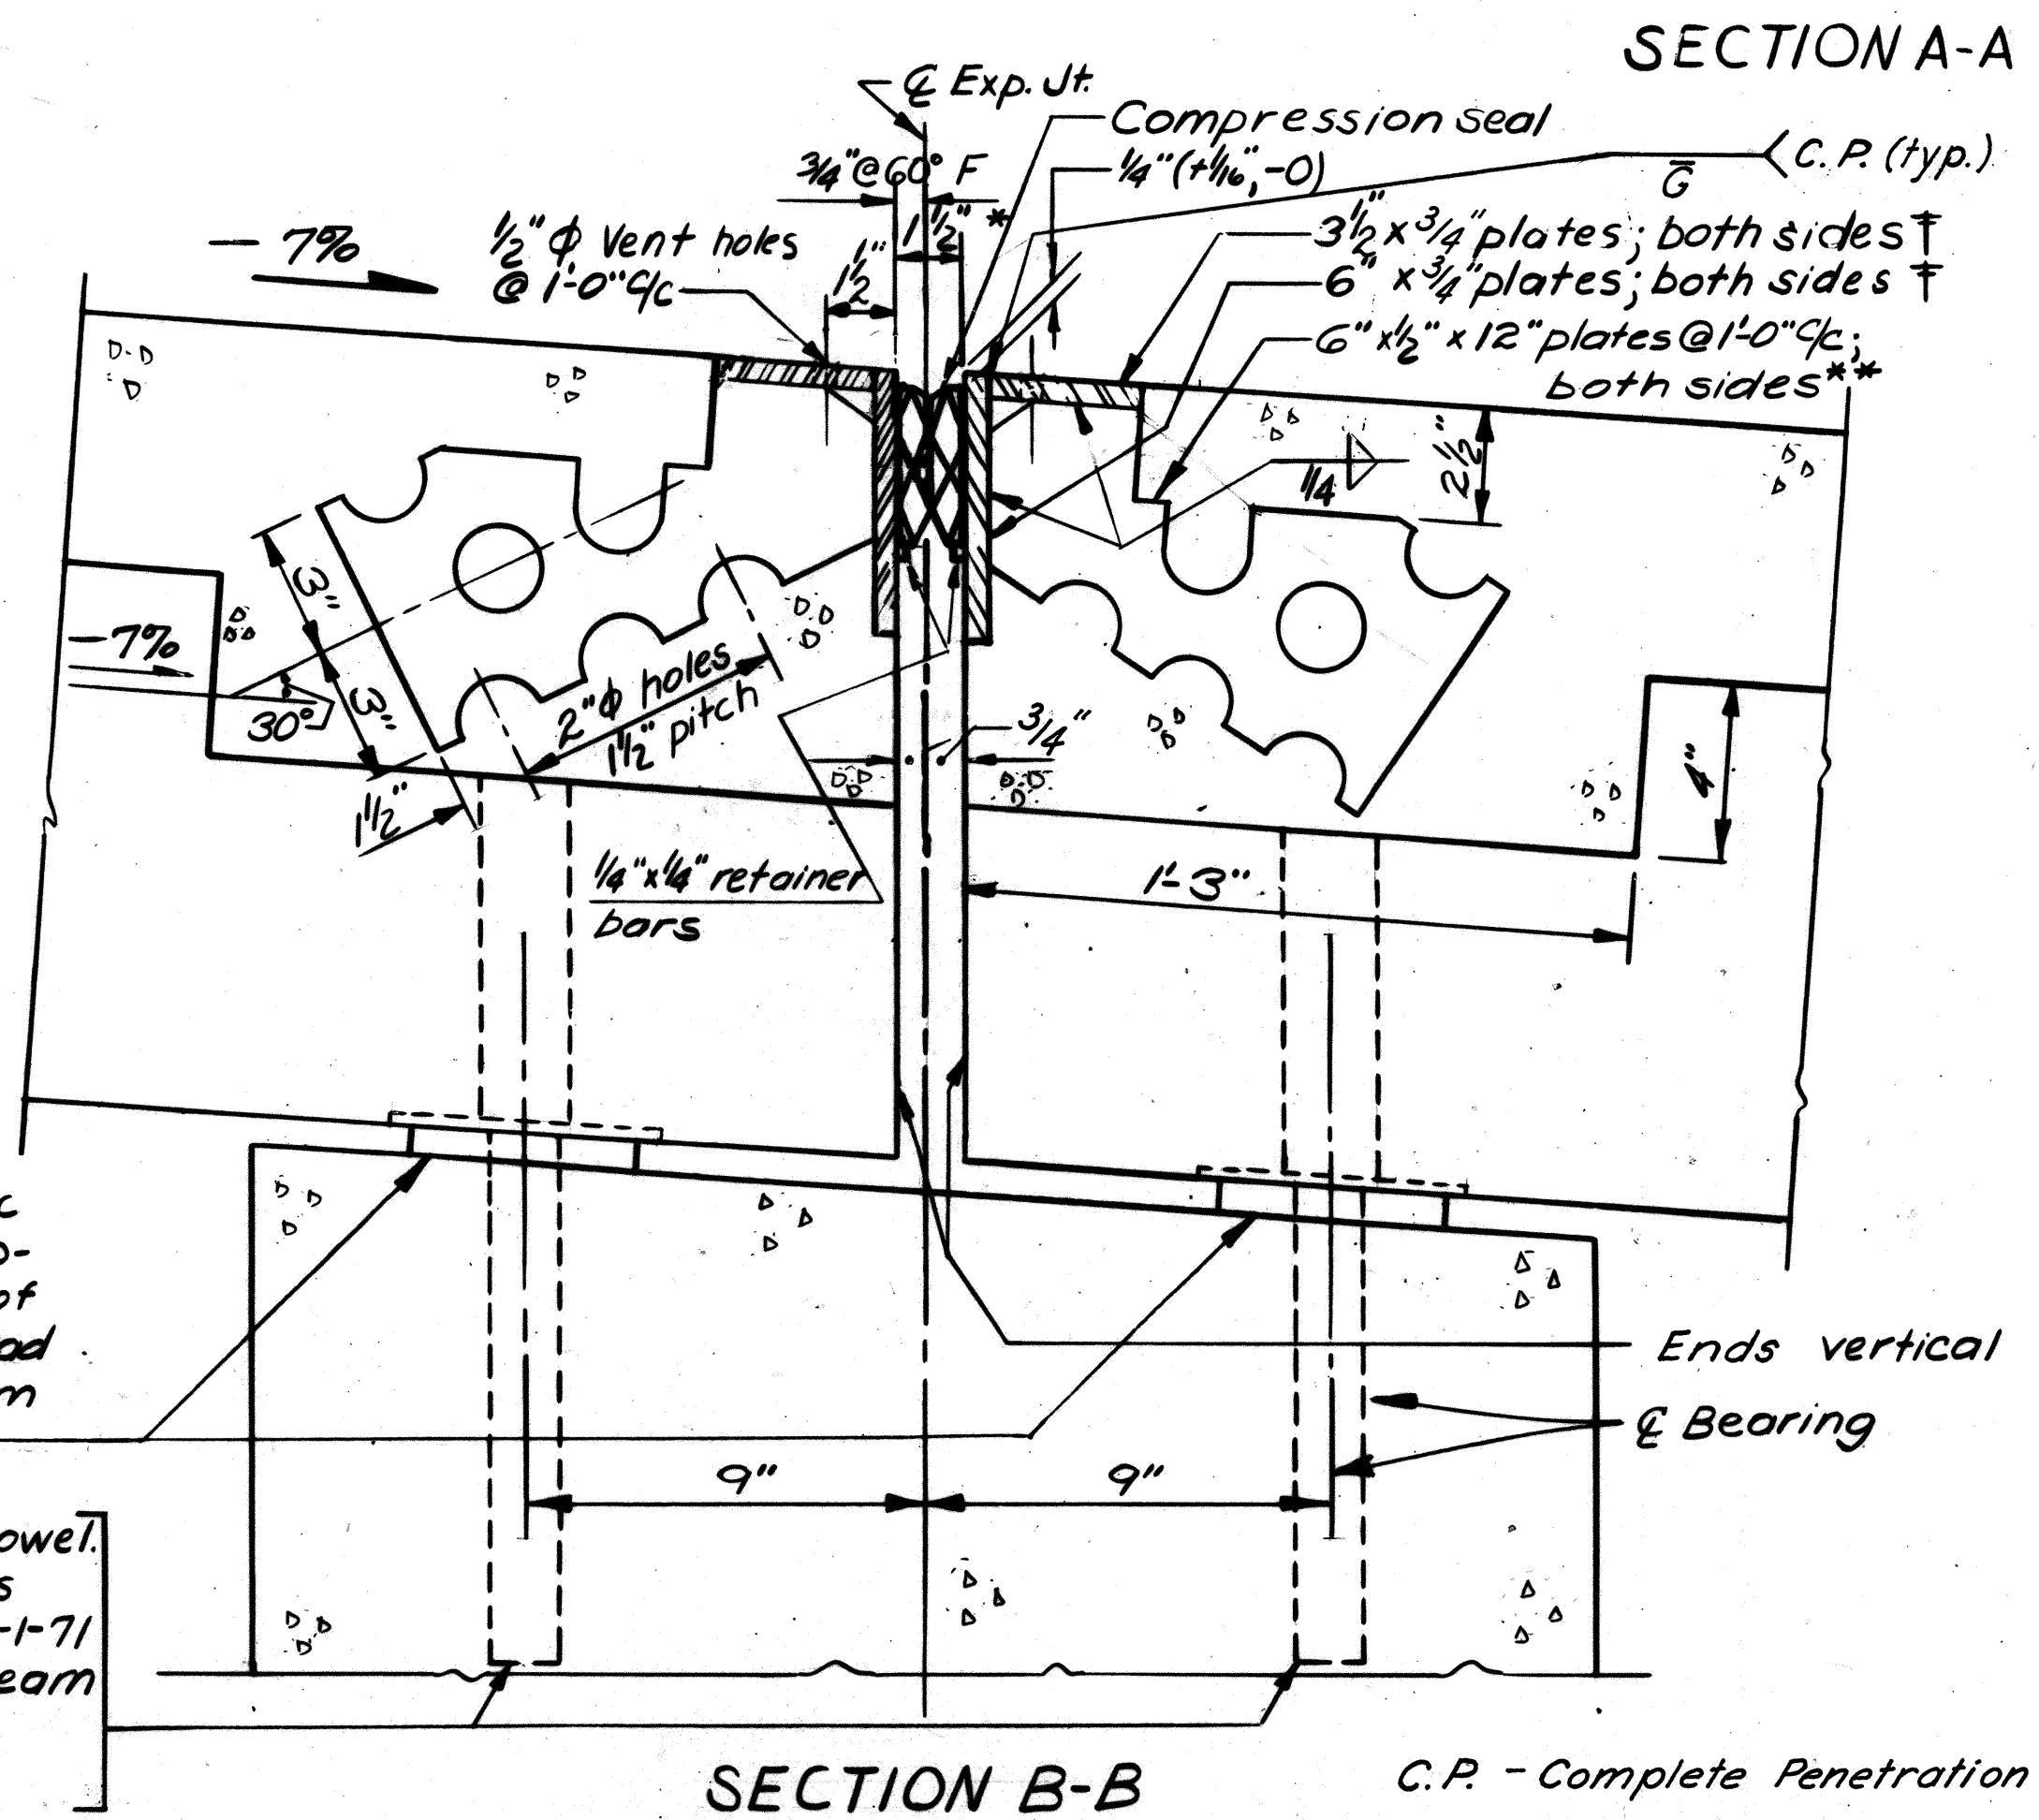 SECTION A-A
℄ Exp. Jt.
Compression seal
3/4" @ 60° F
1/4" (+1/16", -0)
C. P. (typ.)
G
- 7%
1/2" ϕ Vent holes
@ 1'-0" C/c
1 1/2"
1 1/2" *
3 1/2" x 3/4" plates; both sides ‡
6" x 3/4" plates; both sides ‡
6" x 1/2" x 12" plates @ 1'-0" C/c;
both sides **
2 1/2"
1/4
3"
- 7%
3"
30°
2" ϕ holes
1 1/2" pitch
1 1/2"
3/4"
4"
1/4" x 1/4" retainer
bars
1'-3"
c
of
ad
m
Ends vertical
℄ Bearing
9"
9"
owel.
s
-1-71
eam
SECTION B-B
C.P. - Complete Penetration